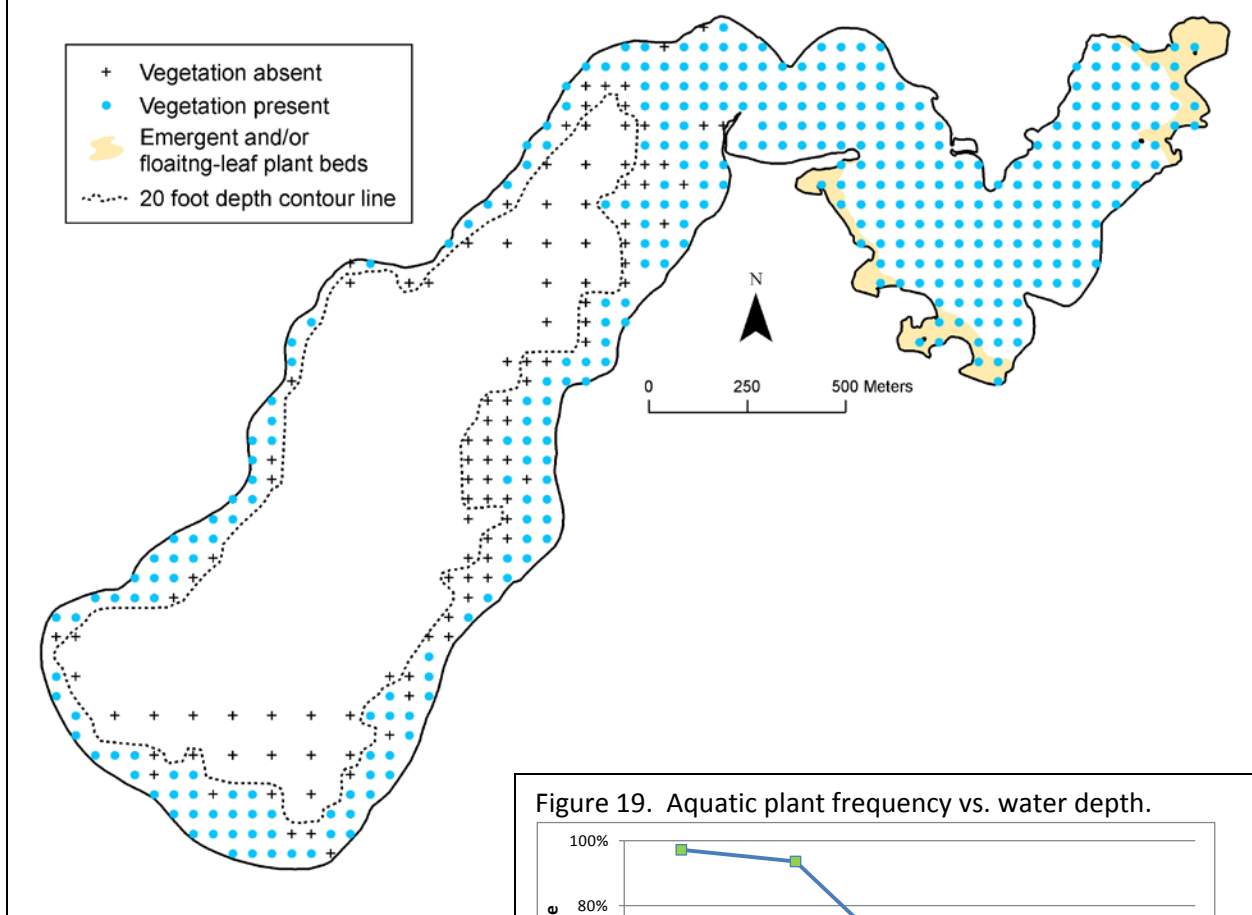 + Vegetation absent
Vegetation present
Emergent and/or
floaitng-leaf plant beds
20 foot depth contour line
N
0 250 500 Meters
Figure 19. Aquatic plant frequency vs. water depth.
100%
80%